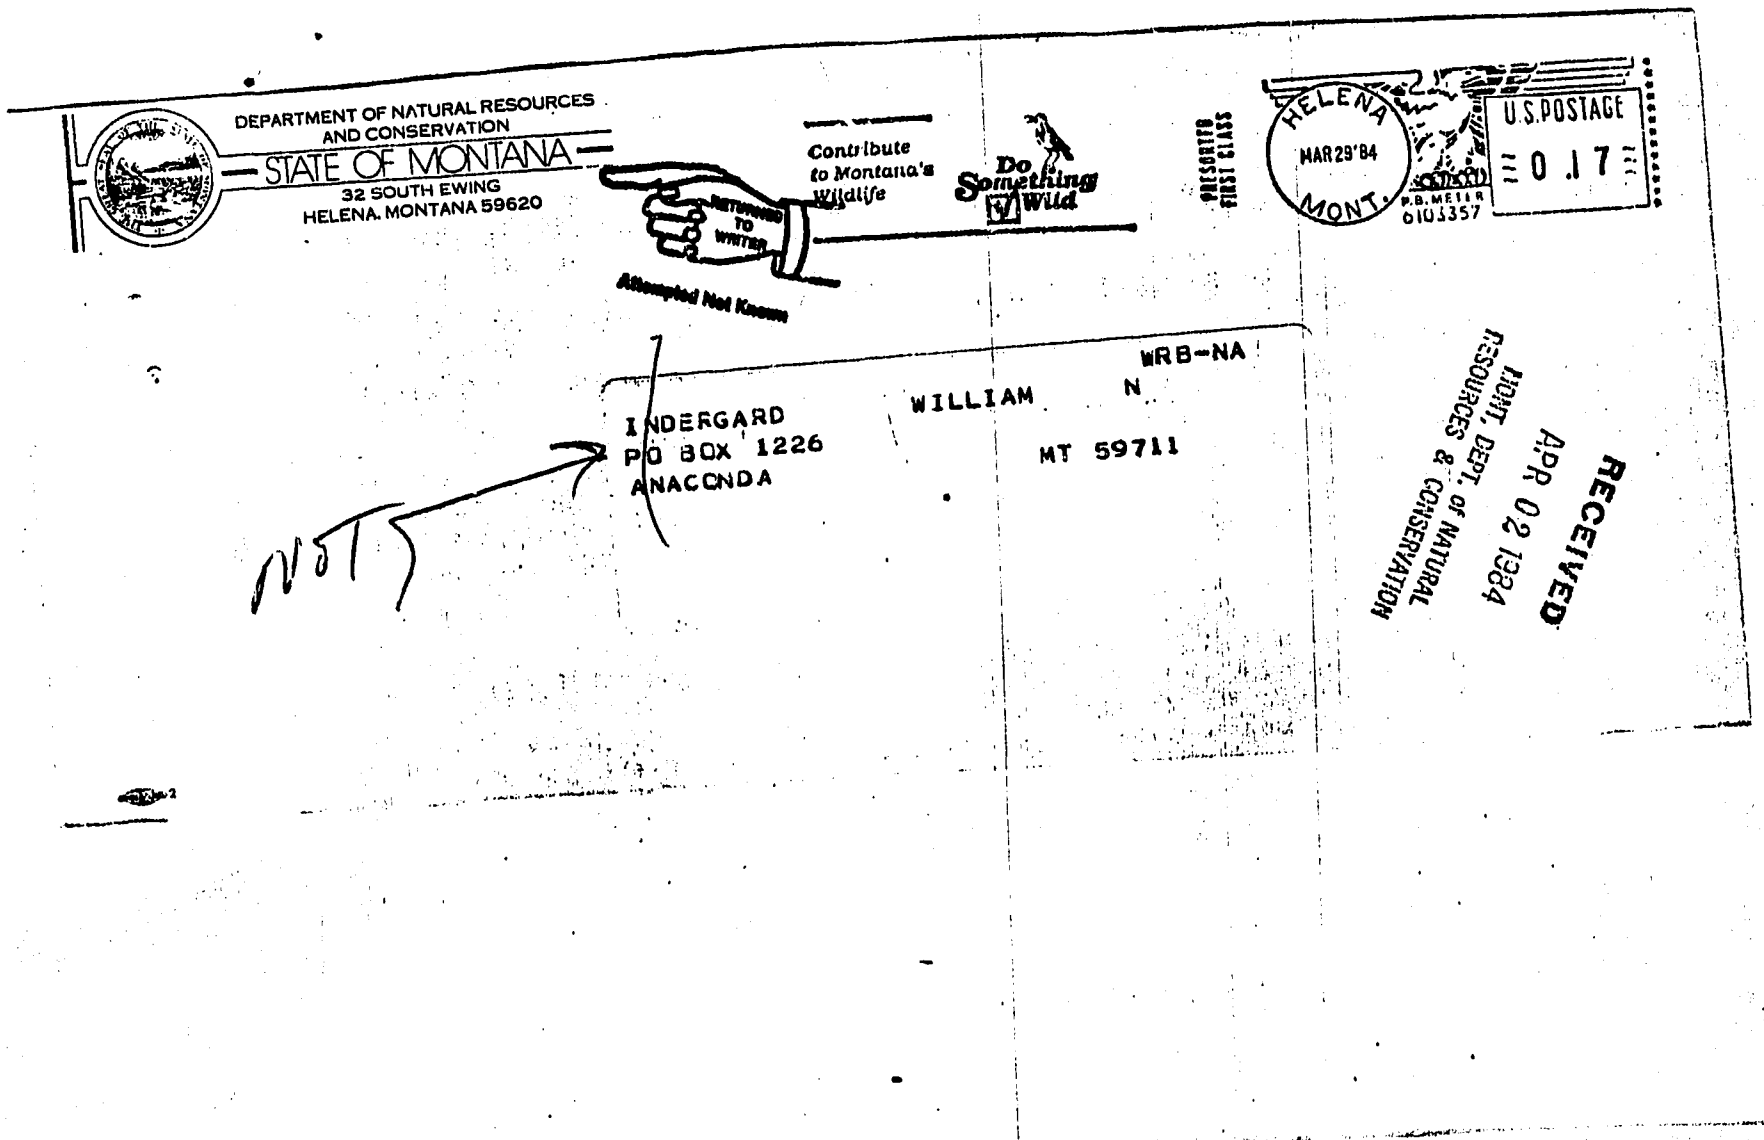 DEPARTMENT OF NATURAL RESOURCES
AND CONSERVATION
STATE OF MONTANA
32 SOUTH EWING
HELENA, MONTANA 59620
RETURNED
TO
WRITER
Attempted Not Known
Contribute
to Montana's
Wildlife
Do
Something
Wild
PRESORTED
FIRST CLASS
HELENA
MAR 29 '84
MONT.
P.B. METER
6103357
U.S. POSTAGE
0.17
WRB-NA
INDERGARD WILLIAM N
PO BOX 1226
ANACONDA MT 59711
NOT
RECEIVED
APR 02 1984
MONT. DEPT. of NATURAL
RESOURCES & CONSERVATION